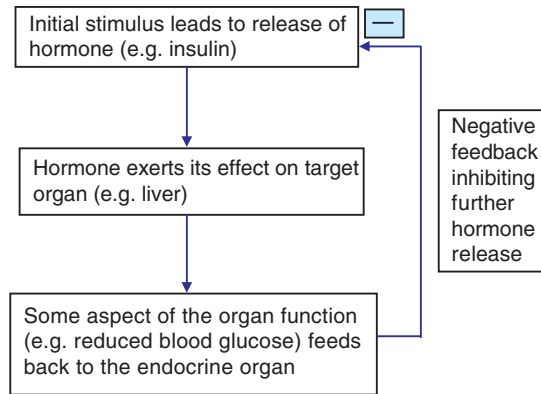 Initial stimulus leads to release of
hormone (e.g. insulin)
—
Hormone exerts its effect on target
organ (e.g. liver)
Negative
feedback
inhibiting
further
hormone
release
Some aspect of the organ function
(e.g. reduced blood glucose) feeds
back to the endocrine organ